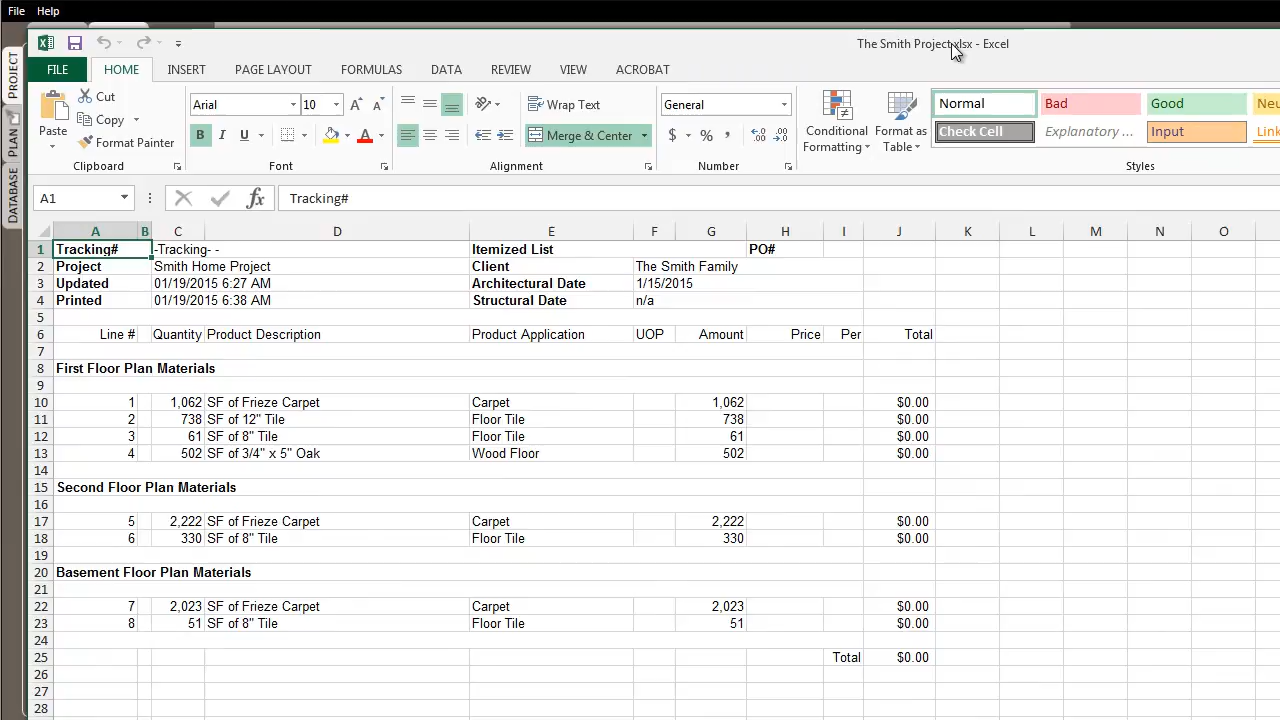 File Help
The Smith Project.xlsx - Excel
FILE HOME INSERT PAGE LAYOUT FORMULAS DATA REVIEW VIEW ACROBAT
PROJECT
PLAN
DATABASE
Paste
Cut
Copy
Format Painter
Clipboard
Arial 10
B I U
Font
Wrap Text
Merge & Center
Alignment
General
$ % ,
Number
Conditional Formatting
Format as Table
Normal Bad Good
Check Cell Explanatory ... Input
Styles
A1 fx Tracking#
A B C D E F G H I J K L M N O
1 Tracking# -Tracking- - Itemized List PO#
2 Project Smith Home Project Client The Smith Family
3 Updated 01/19/2015 6:27 AM Architectural Date 1/15/2015
4 Printed 01/19/2015 6:38 AM Structural Date n/a
5
6 Line # Quantity Product Description Product Application UOP Amount Price Per Total
7
8 First Floor Plan Materials
9
10 1 1,062 SF of Frieze Carpet Carpet 1,062 $0.00
11 2 738 SF of 12" Tile Floor Tile 738 $0.00
12 3 61 SF of 8" Tile Floor Tile 61 $0.00
13 4 502 SF of 3/4" x 5" Oak Wood Floor 502 $0.00
14
15 Second Floor Plan Materials
16
17 5 2,222 SF of Frieze Carpet Carpet 2,222 $0.00
18 6 330 SF of 8" Tile Floor Tile 330 $0.00
19
20 Basement Floor Plan Materials
21
22 7 2,023 SF of Frieze Carpet Carpet 2,023 $0.00
23 8 51 SF of 8" Tile Floor Tile 51 $0.00
24
25 Total $0.00
26
27
28